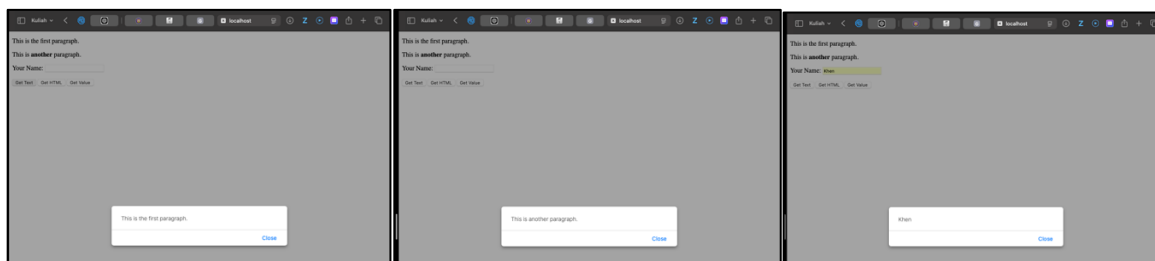 Kuliah
localhost
This is the first paragraph.
This is another paragraph.
Your Name:
Get Text Get HTML Get Value
This is the first paragraph.
Close
Kuliah
localhost
This is the first paragraph.
This is another paragraph.
Your Name:
Get Text Get HTML Get Value
This is another paragraph.
Close
Kuliah
localhost
This is the first paragraph.
This is another paragraph.
Your Name: Khen
Get Text Get HTML Get Value
Khen
Close